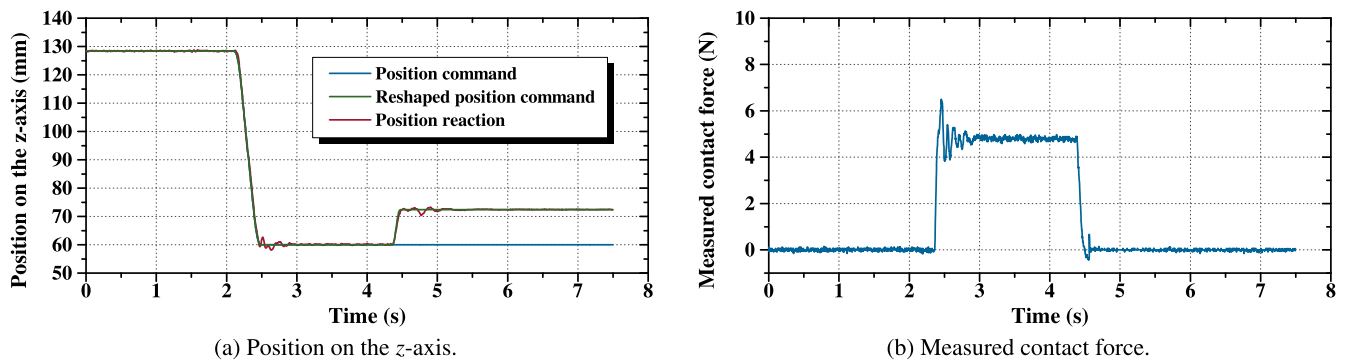 140
130
120
110
100
90
80
70
60
50
Position on the z-axis (mm)
Position command
Reshaped position command
Position reaction
0 1 2 3 4 5 6 7 8
Time (s)
(a) Position on the z-axis.
10
8
6
4
2
0
Measured contact force (N)
0 1 2 3 4 5 6 7 8
Time (s)
(b) Measured contact force.